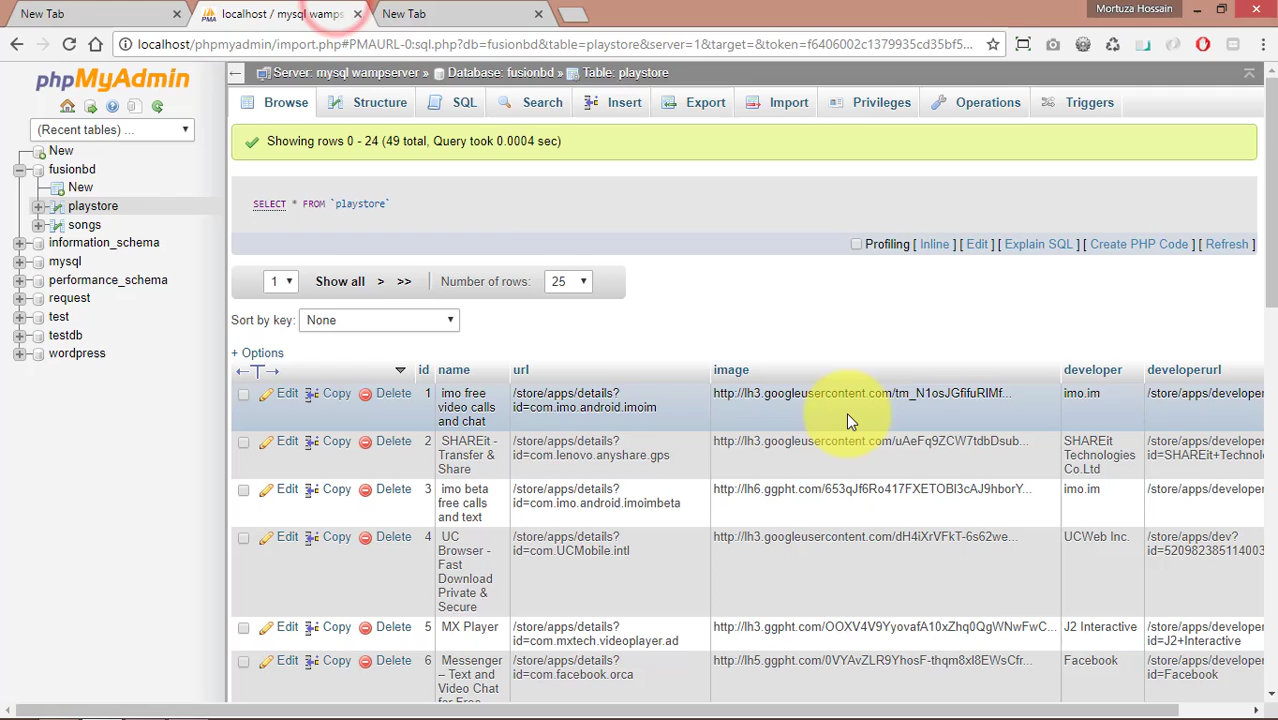 New Tab
localhost / mysql wamps
New Tab
Mortuza Hossain
localhost/phpmyadmin/import.php#PMAURL-0:sql.php?db=fusionbd&table=playstore&server=1&target=&token=f6406002c1379935cd35bf5...
phpMyAdmin
(Recent tables) ...
New
fusionbd
New
playstore
songs
information_schema
mysql
performance_schema
request
test
testdb
wordpress
Server: mysql wampserver » Database: fusionbd » Table: playstore
Browse Structure SQL Search Insert Export Import Privileges Operations Triggers
Showing rows 0 - 24 (49 total, Query took 0.0004 sec)
SELECT * FROM `playstore`
Profiling [ Inline ] [ Edit ] [ Explain SQL ] [ Create PHP Code ] [ Refresh ]
1 Show all > >> Number of rows: 25
Sort by key: None
+ Options
id name url image developer developerurl
Edit Copy Delete 1 imo free /store/apps/details? http://lh3.googleusercontent.com/tm_N1osJGfifuRIMf... imo.im /store/apps/developer
video calls id=com.imo.android.imoim
and chat
Edit Copy Delete 2 SHAREit - /store/apps/details? http://lh3.googleusercontent.com/uAeFq9ZCW7tdbDsub... SHAREit /store/apps/developer
Transfer & id=com.lenovo.anyshare.gps Technologies id=SHAREit+Technolo
Share Co.Ltd
Edit Copy Delete 3 imo beta /store/apps/details? http://lh6.ggpht.com/653qJf6Ro417FXETOBl3cAJ9hborY... imo.im /store/apps/developer
free calls id=com.imo.android.imoimbeta
and text
Edit Copy Delete 4 UC /store/apps/details? http://lh3.googleusercontent.com/dH4iXrVFkT-6s62we... UCWeb Inc. /store/apps/dev?
Browser - id=com.UCMobile.intl id=520982385114003
Fast
Download
Private &
Secure
Edit Copy Delete 5 MX Player /store/apps/details? http://lh3.ggpht.com/OOXV4V9YyovafA10xZhq0QgWNwFwC... J2 Interactive /store/apps/developer
id=com.mxtech.videoplayer.ad id=J2+Interactive
Edit Copy Delete 6 Messenger /store/apps/details? http://lh5.ggpht.com/0VYAvZLR9YhosF-thqm8xl8EWsCfr... Facebook /store/apps/developer
– Text and id=com.facebook.orca id=Facebook
Video Chat
for Free